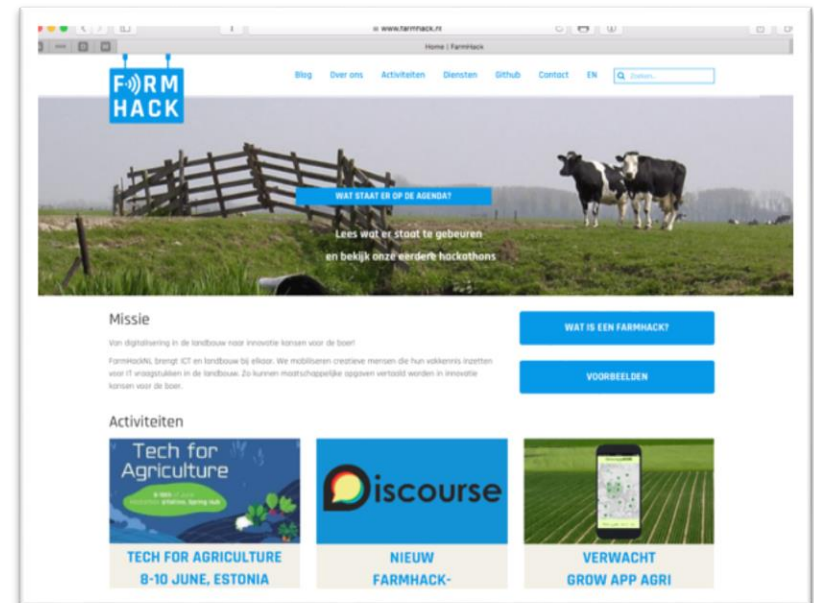 www.farmhack.nl
Home | FarmHack
FARM
HACK
Blog Over ons Activiteiten Diensten Github Contact EN Zoeken..
WAT STAAT ER OP DE AGENDA?
Lees wat er staat te gebeuren
en bekijk onze eerdere hackathons
Missie
Van digitalisering in de landbouw naar innovatie kansen voor de boer!
FarmHackNL brengt ICT en landbouw bij elkaar. We mobiliseren creatieve mensen die hun vakkennis inzetten
voor IT vraagstukken in de landbouw. Zo kunnen maatschappelijke opgaven vertaald worden in innovatie
kansen voor de boer.
WAT IS EEN FARMHACK?
VOORBEELDEN
Activiteiten
Tech for
Agriculture
TECH FOR AGRICULTURE
8-10 JUNE, ESTONIA
Discourse
NIEUW
FARMHACK-
VERWACHT
GROW APP AGRI